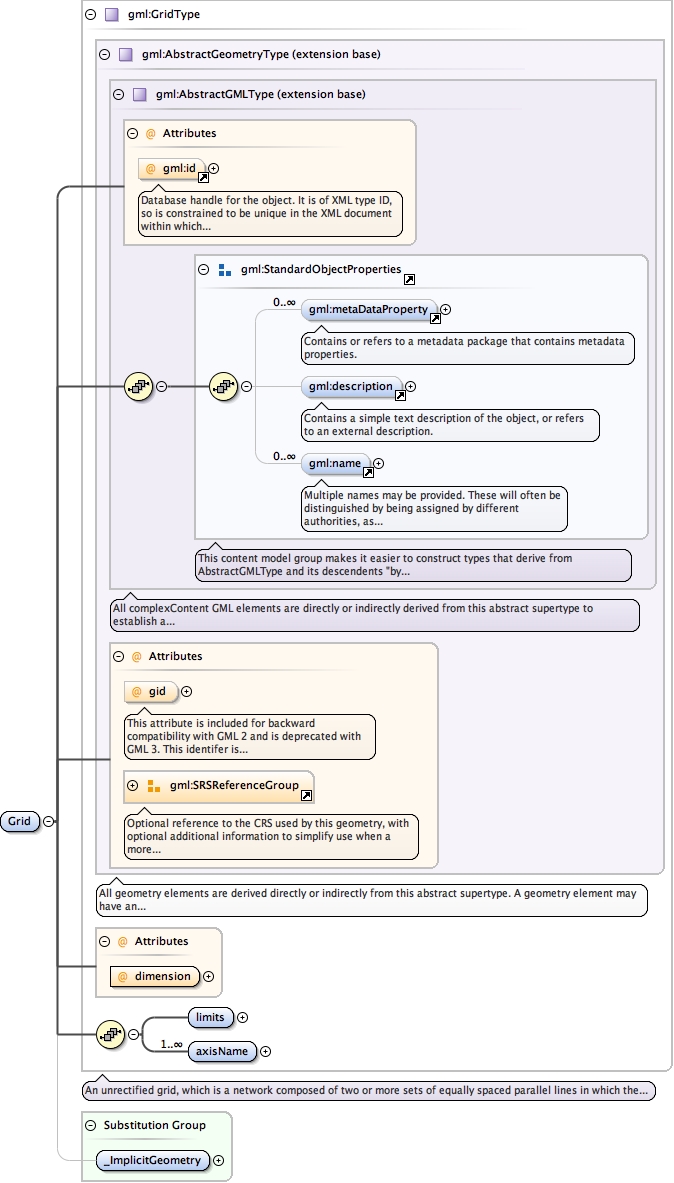 gml:GridType
gml:AbstractGeometryType (extension base)
gml:AbstractGMLType (extension base)
@ Attributes
@ gml:id
Database handle for the object. It is of XML type ID,
so is constrained to be unique in the XML document
within which...
gml:StandardObjectProperties
0..∞
gml:metaDataProperty
Contains or refers to a metadata package that contains metadata
properties.
gml:description
Contains a simple text description of the object, or refers
to an external description.
0..∞
gml:name
Multiple names may be provided. These will often be
distinguished by being assigned by different
authorities, as...
This content model group makes it easier to construct types that derive from
AbstractGMLType and its descendents "by...
All complexContent GML elements are directly or indirectly derived from this abstract supertype to
establish a...
@ Attributes
@ gid
This attribute is included for backward
compatibility with GML 2 and is deprecated with
GML 3. This identifer is...
gml:SRSReferenceGroup
Optional reference to the CRS used by this geometry, with
optional additional information to simplify use when a
more...
Grid
All geometry elements are derived directly or indirectly from this abstract supertype. A geometry element may
have an...
@ Attributes
@ dimension
limits
1..∞
axisName
An unrectified grid, which is a network composed of two or more sets of equally spaced parallel lines in which the...
Substitution Group
_ImplicitGeometry